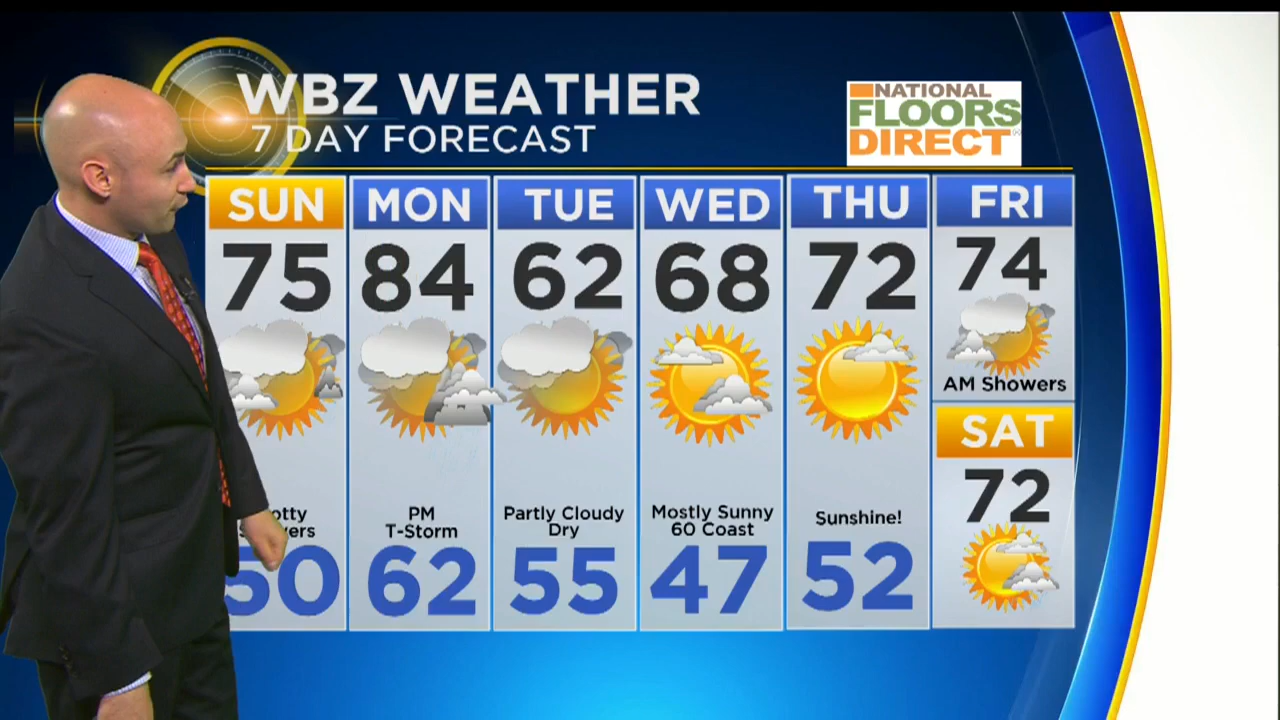 WBZ WEATHER
7 DAY FORECAST
NATIONAL
FLOORS
DIRECT
SUN
75
50
MON
84
PM
T-Storm
62
TUE
62
Partly Cloudy
Dry
55
WED
68
Mostly Sunny
60 Coast
47
THU
72
Sunshine!
52
FRI
74
AM Showers
SAT
72